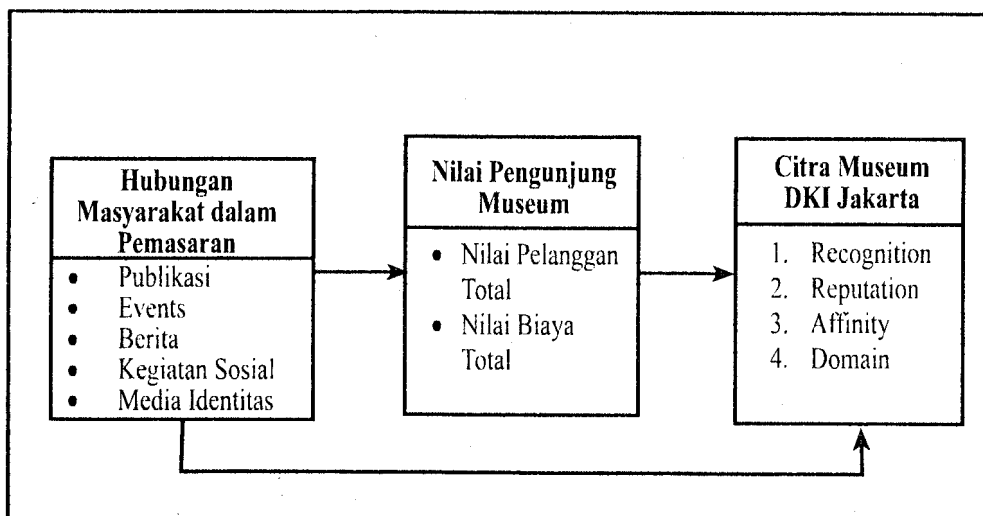 Hubungan
Masyarakat dalam
Pemasaran
• Publikasi
• Events
• Berita
• Kegiatan Sosial
• Media Identitas
Nilai Pengunjung
Museum
• Nilai Pelanggan
Total
• Nilai Biaya
Total
Citra Museum
DKI Jakarta
1. Recognition
2. Reputation
3. Affinity
4. Domain